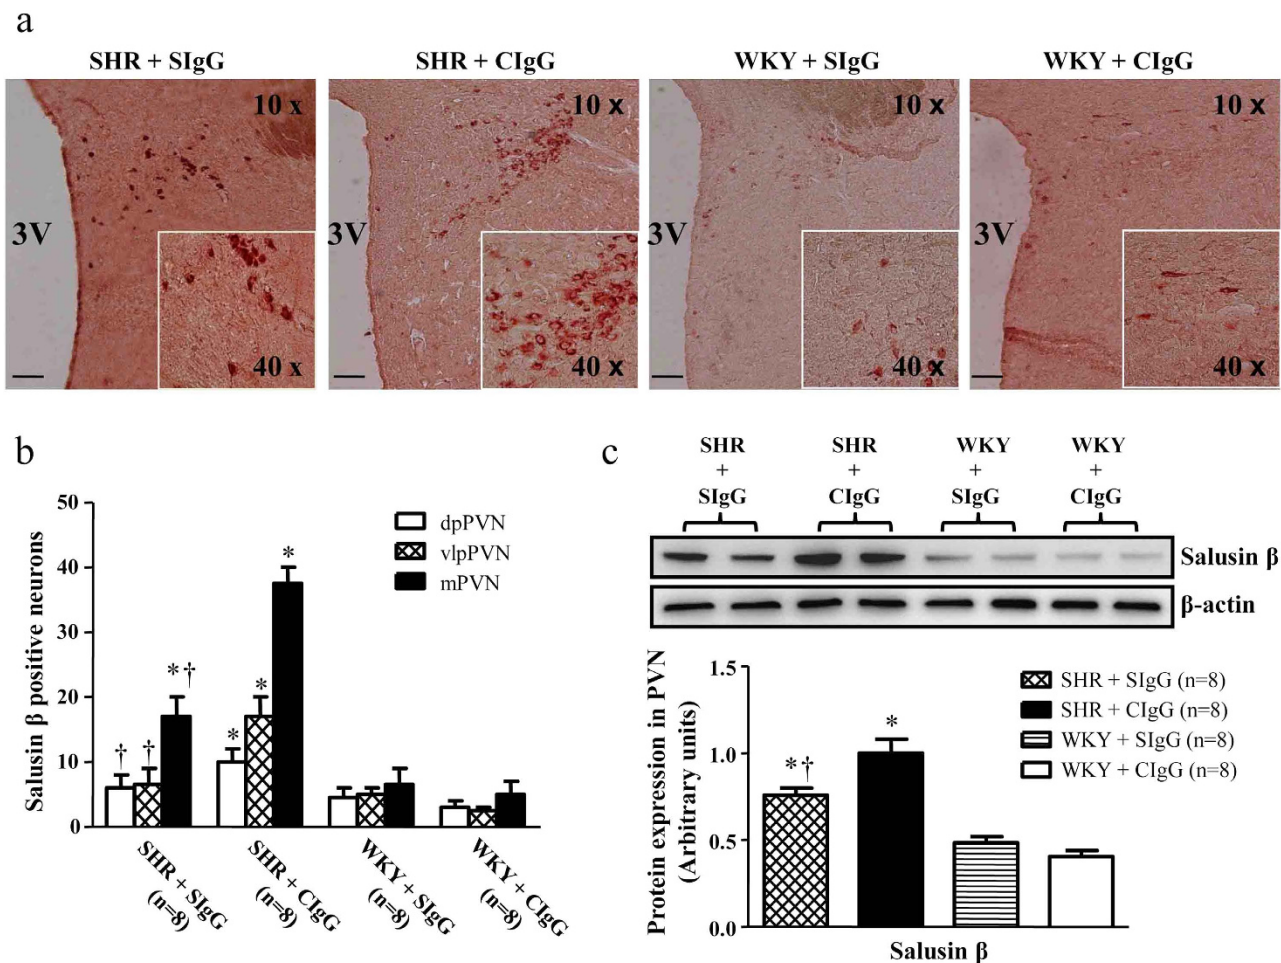 a
SHR + SIgG
SHR + CIgG
WKY + SIgG
WKY + CIgG
10 x
10 x
10 x
10 x
3V
3V
3V
3V
40 x
40 x
40 x
40 x
b
50
40
30
20
10
0
Salusin β positive neurons
dpPVN
vlpPVN
mPVN
†
†
*†
*
*
*
SHR + SIgG
(n=8)
SHR + CIgG
(n=8)
WKY + SIgG
(n=8)
WKY + CIgG
(n=8)
c
SHR
+
SIgG
SHR
+
CIgG
WKY
+
SIgG
WKY
+
CIgG
Salusin β
β-actin
Protein expression in PVN
(Arbitrary units)
1.5
1.0
0.5
0.0
*†
*
SHR + SIgG (n=8)
SHR + CIgG (n=8)
WKY + SIgG (n=8)
WKY + CIgG (n=8)
Salusin β